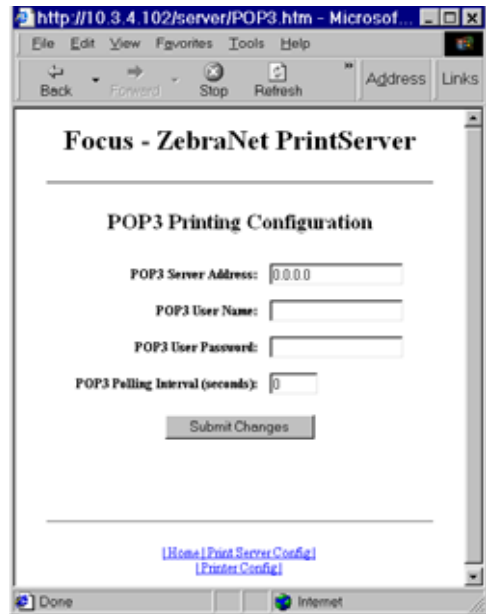 http://10.3.4.102/server/POP3.htm - Microsof...
File Edit View Favorites Tools Help
Back Forward Stop Refresh » Address Links
Focus - ZebraNet PrintServer
POP3 Printing Configuration
POP3 Server Address: 0.0.0.0
POP3 User Name:
POP3 User Password:
POP3 Polling Interval (seconds): 0
Submit Changes
[Home | Print Server Config]
[Printer Config]
Done Internet